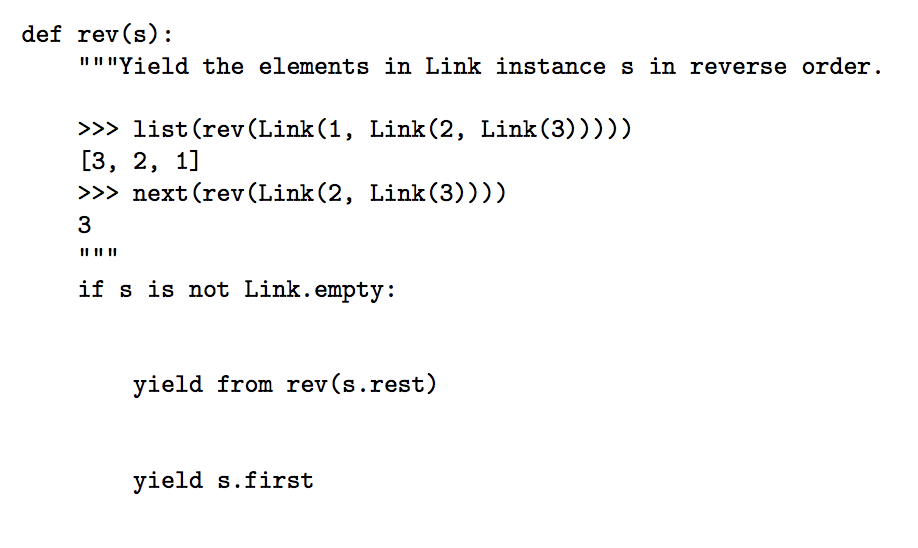 def rev(s):
    """Yield the elements in Link instance s in reverse order.
    >>> list(rev(Link(1, Link(2, Link(3)))))
    [3, 2, 1]
    >>> next(rev(Link(2, Link(3))))
    3
    """
    if s is not Link.empty:
        yield from rev(s.rest)
        yield s.first